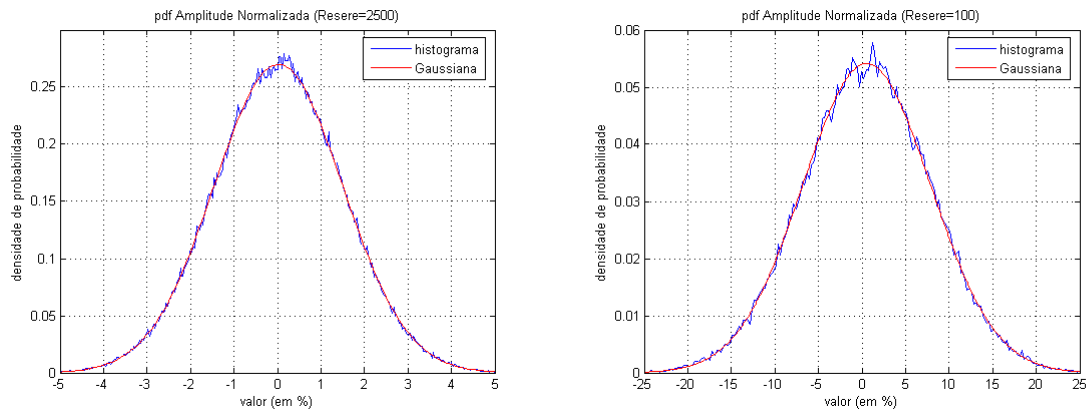 pdf Amplitude Normalizada (Resere=2500)
histograma
Gaussiana
densidade de probabilidade
0.25
0.2
0.15
0.1
0.05
0
-5 -4 -3 -2 -1 0 1 2 3 4 5
valor (em %)
pdf Amplitude Normalizada (Resere=100)
histograma
Gaussiana
densidade de probabilidade
0.06
0.05
0.04
0.03
0.02
0.01
0
-25 -20 -15 -10 -5 0 5 10 15 20 25
valor (em %)